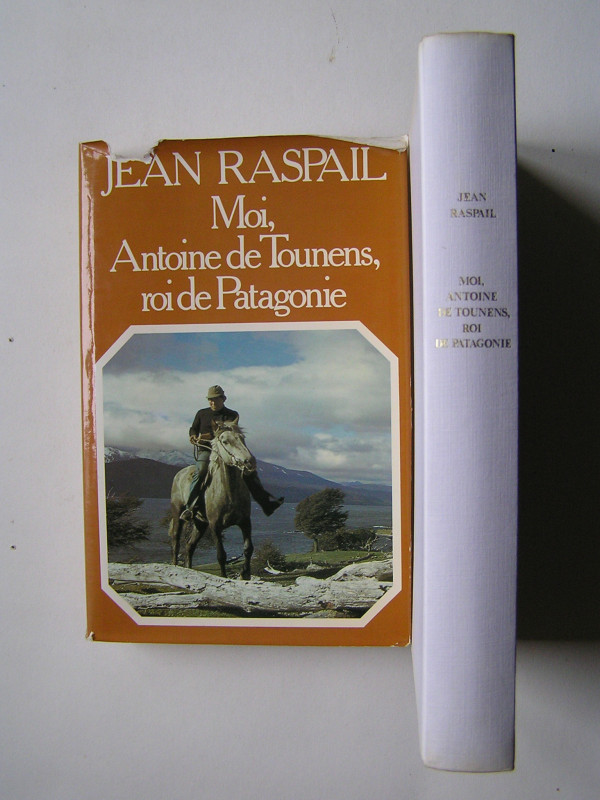 JEAN RASPAIL
Moi,
Antoine de Tounens,
roi de Patagonie
JEAN
RASPAIL
MOI,
ANTOINE
DE TOUNENS,
ROI
DE PATAGONIE